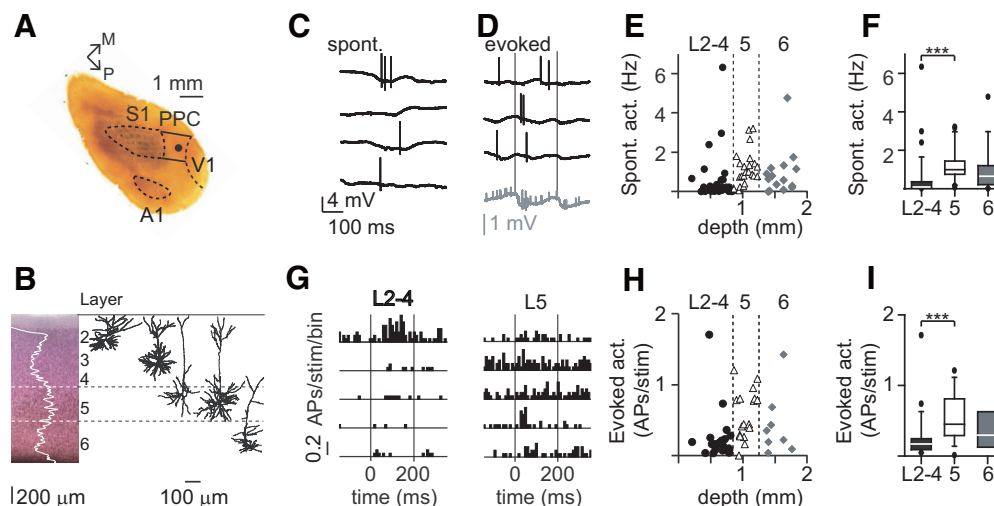 A
M
P
1 mm
S1
PPC
V1
A1
B
Layer
2
3
4
5
6
200 µm
100 µm
C
spont.
4 mV
100 ms
D
evoked
1 mV
E
L2-4 5 6
Spont. act. (Hz)
6
4
2
1 2
depth (mm)
F
***
Spont. act. (Hz)
6
4
2
L2-4 5 6
G
L2-4
L5
APs/stim/bin
0.2
0 200
time (ms)
0 200
time (ms)
H
L2-4 5 6
Evoked act.
(APs/stim)
2
1
0
1 2
depth (mm)
I
***
Evoked act.
(APs/stim)
2
1
0
L2-4 5 6